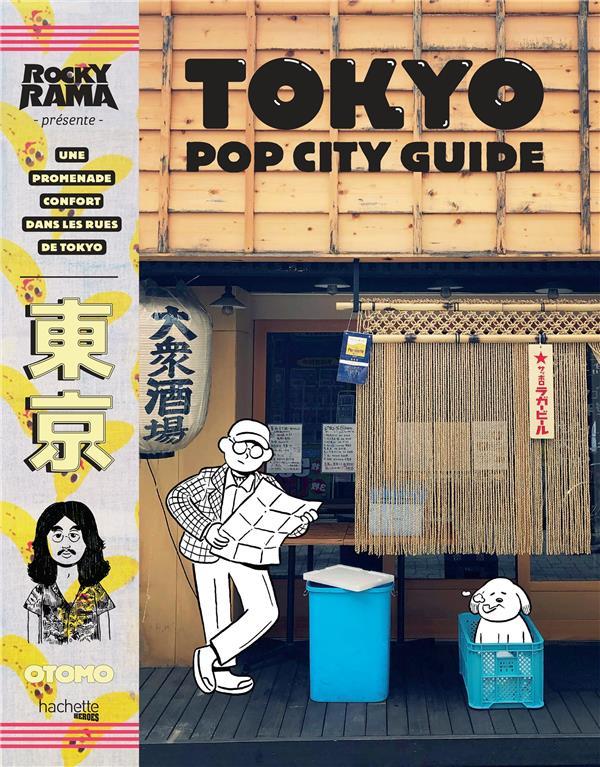 ROCKY
RAMA
- présente -
UNE
PROMENADE
CONFORT
DANS LES RUES
DE TOKYO
東京
OTOMO
hachette
HEROES
TOKYO
POP CITY GUIDE
大衆酒場
★サッポロ
ラガービール